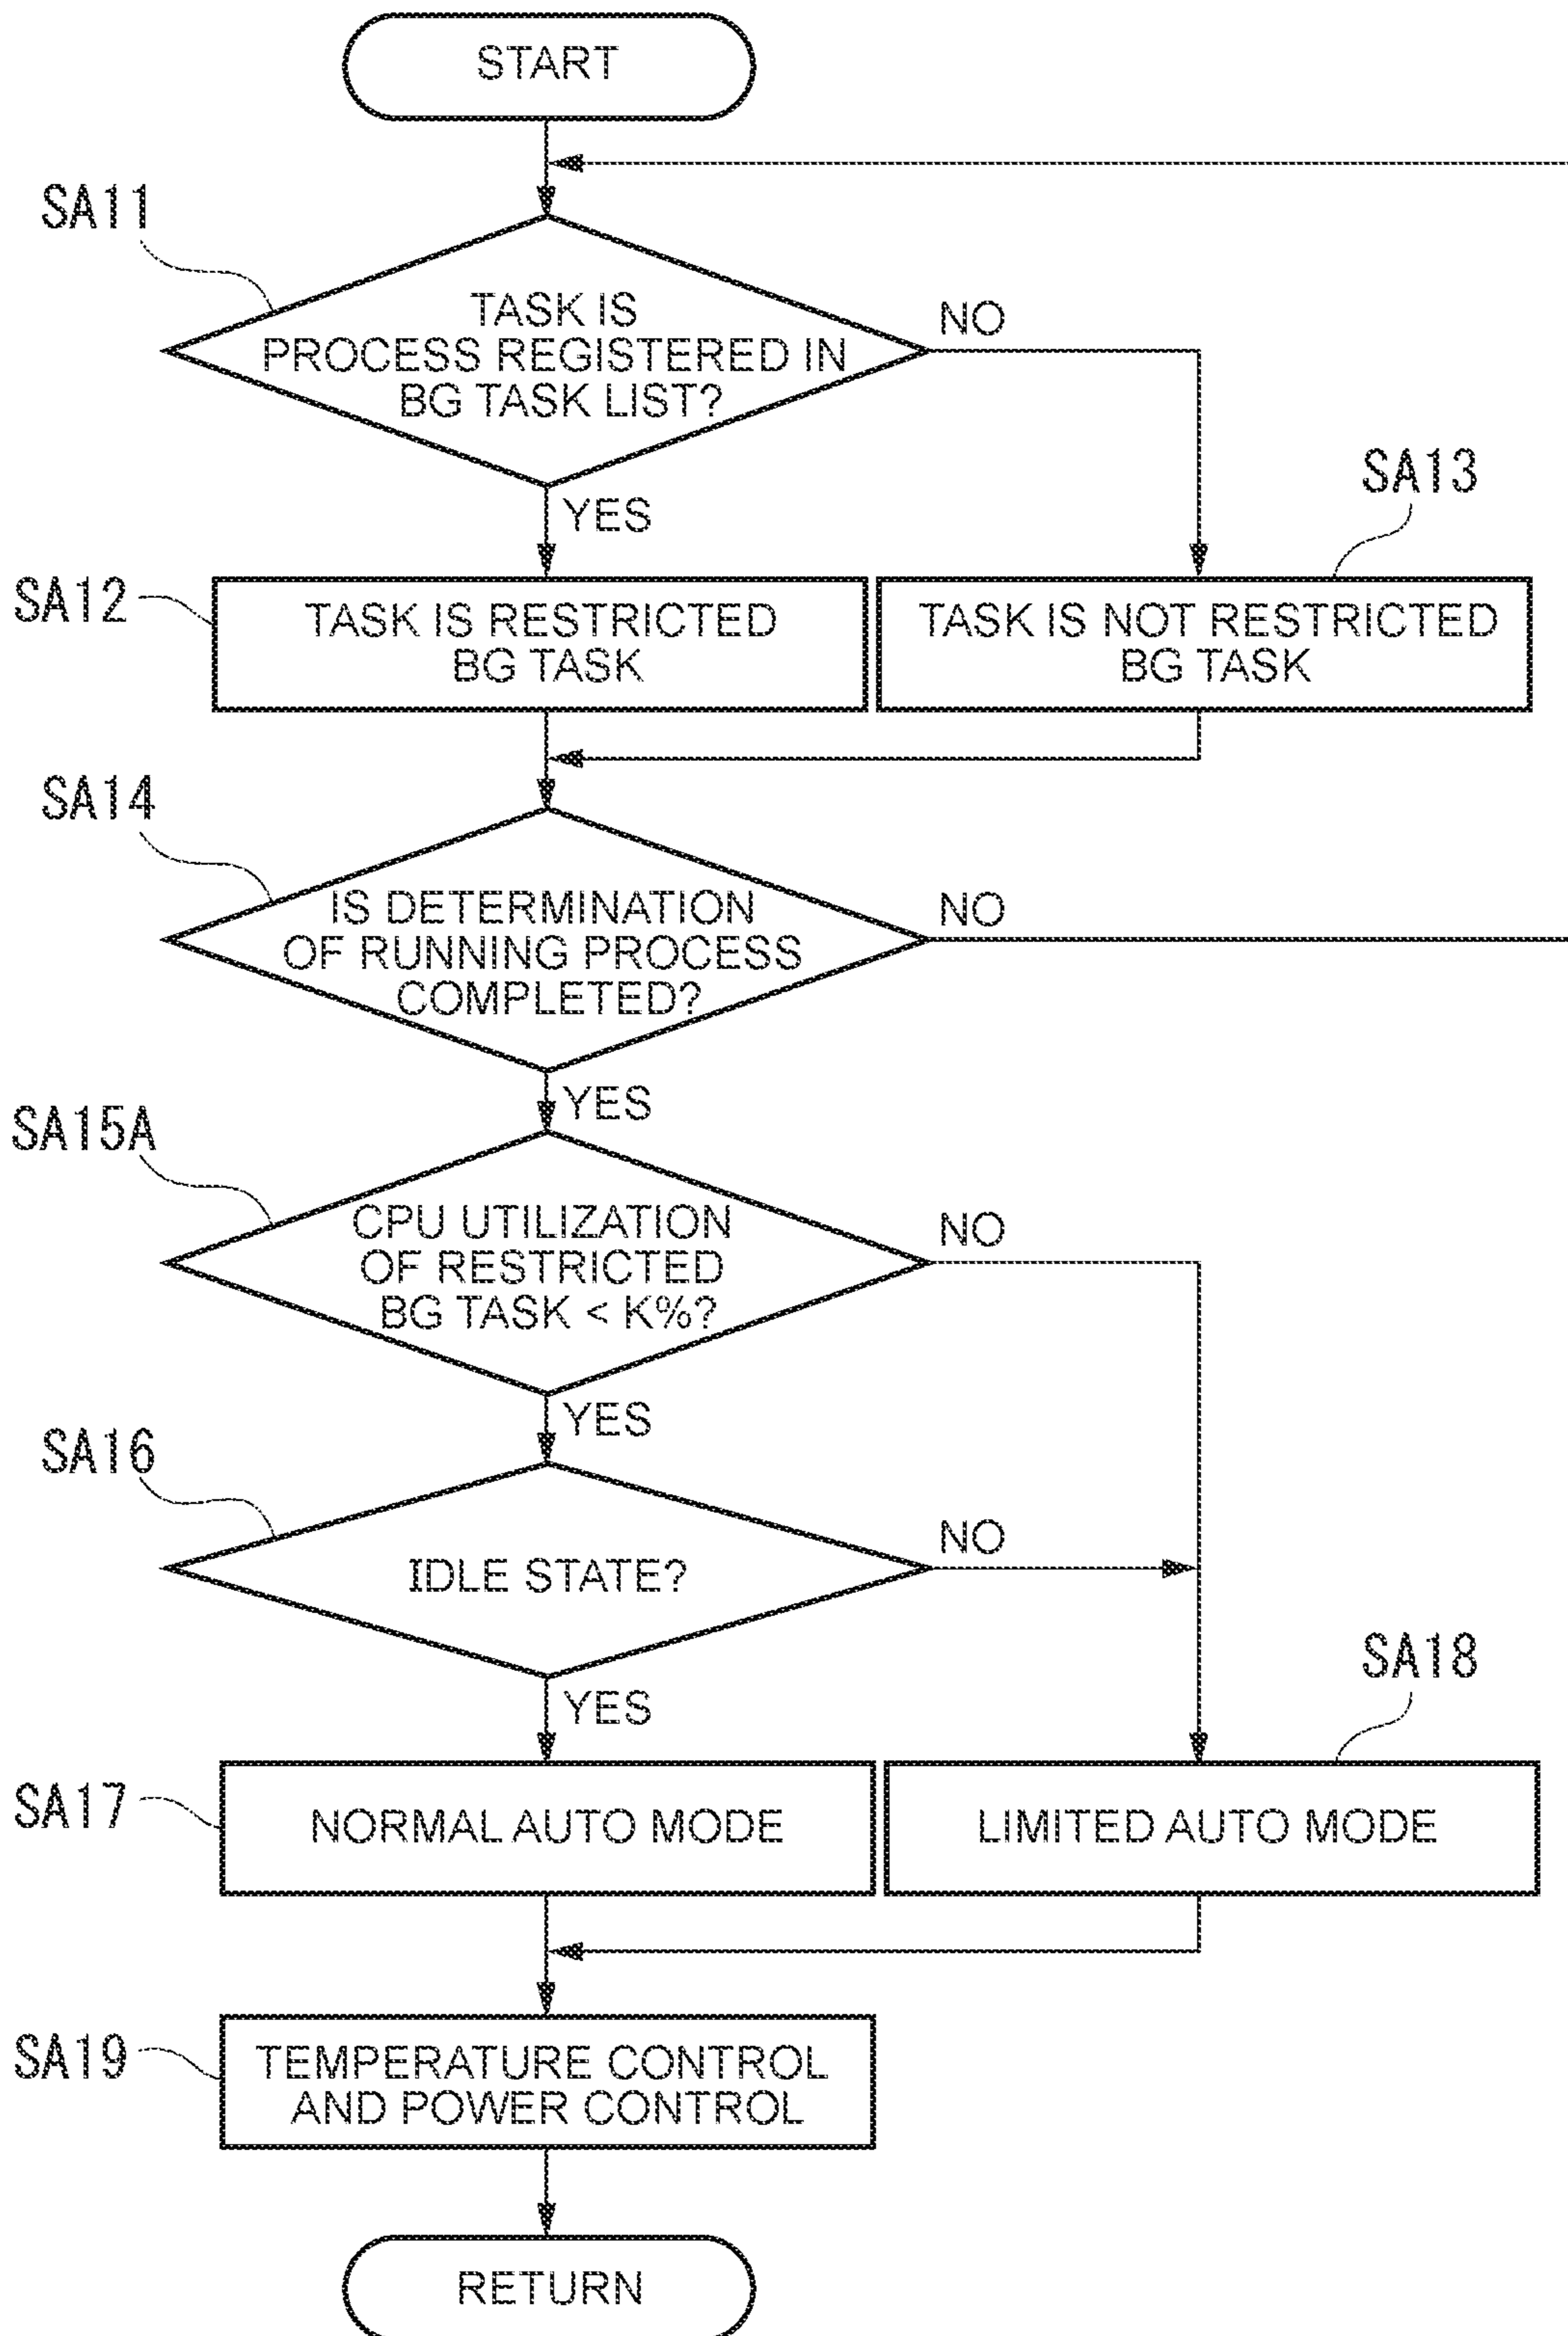 START
SA11
TASK IS
PROCESS REGISTERED IN
BG TASK LIST?
NO
YES
SA13
SA12
TASK IS RESTRICTED
BG TASK
TASK IS NOT RESTRICTED
BG TASK
SA14
IS DETERMINATION
OF RUNNING PROCESS
COMPLETED?
NO
YES
SA15A
CPU UTILIZATION
OF RESTRICTED
BG TASK < K%?
NO
YES
SA16
IDLE STATE?
NO
YES
SA18
SA17
NORMAL AUTO MODE
LIMITED AUTO MODE
SA19
TEMPERATURE CONTROL
AND POWER CONTROL
RETURN